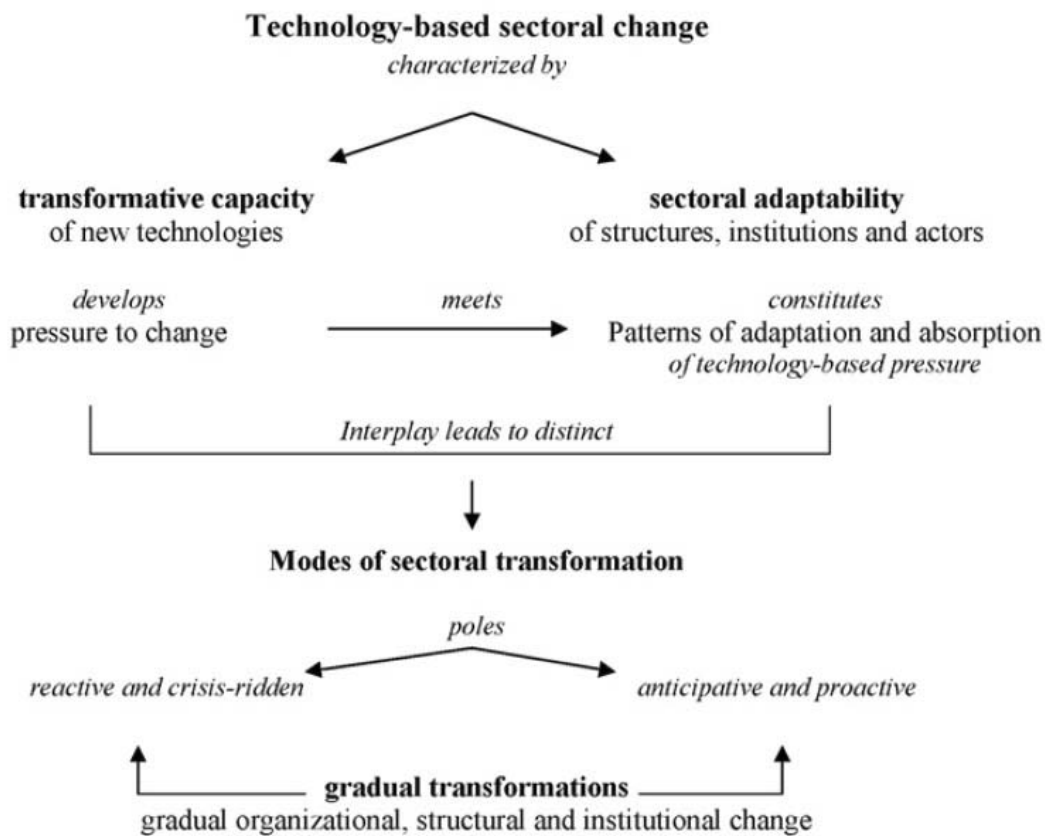 Technology-based sectoral change
characterized by
transformative capacity
of new technologies
sectoral adaptability
of structures, institutions and actors
develops
pressure to change
meets
constitutes
Patterns of adaptation and absorption
of technology-based pressure
Interplay leads to distinct
Modes of sectoral transformation
poles
reactive and crisis-ridden
anticipative and proactive
gradual transformations
gradual organizational, structural and institutional change